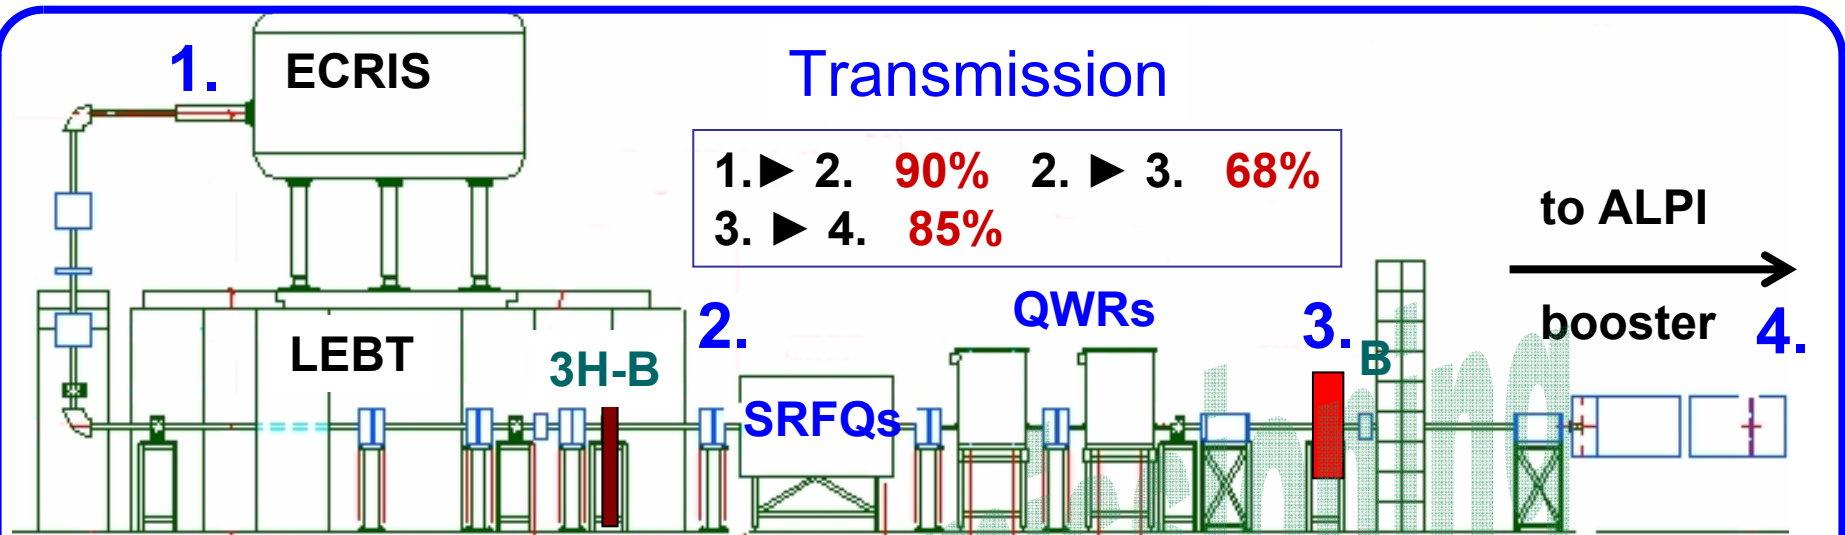 1.
ECRIS
Transmission
1.► 2. 90% 2. ► 3. 68%
3. ► 4. 85%
to ALPI
booster
4.
LEBT
3H-B
2.
SRFQs
QWRs
3.
B